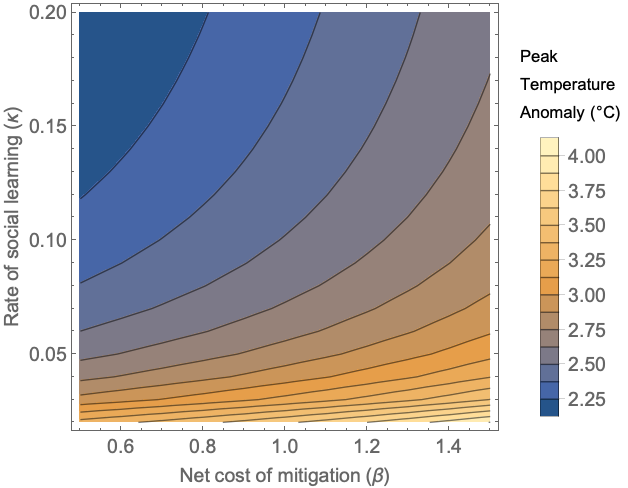 0.20
0.15
0.10
0.05
Rate of social learning (κ)
0.6 0.8 1.0 1.2 1.4
Net cost of mitigation (β)
Peak
Temperature
Anomaly (°C)
4.00
3.75
3.50
3.25
3.00
2.75
2.50
2.25